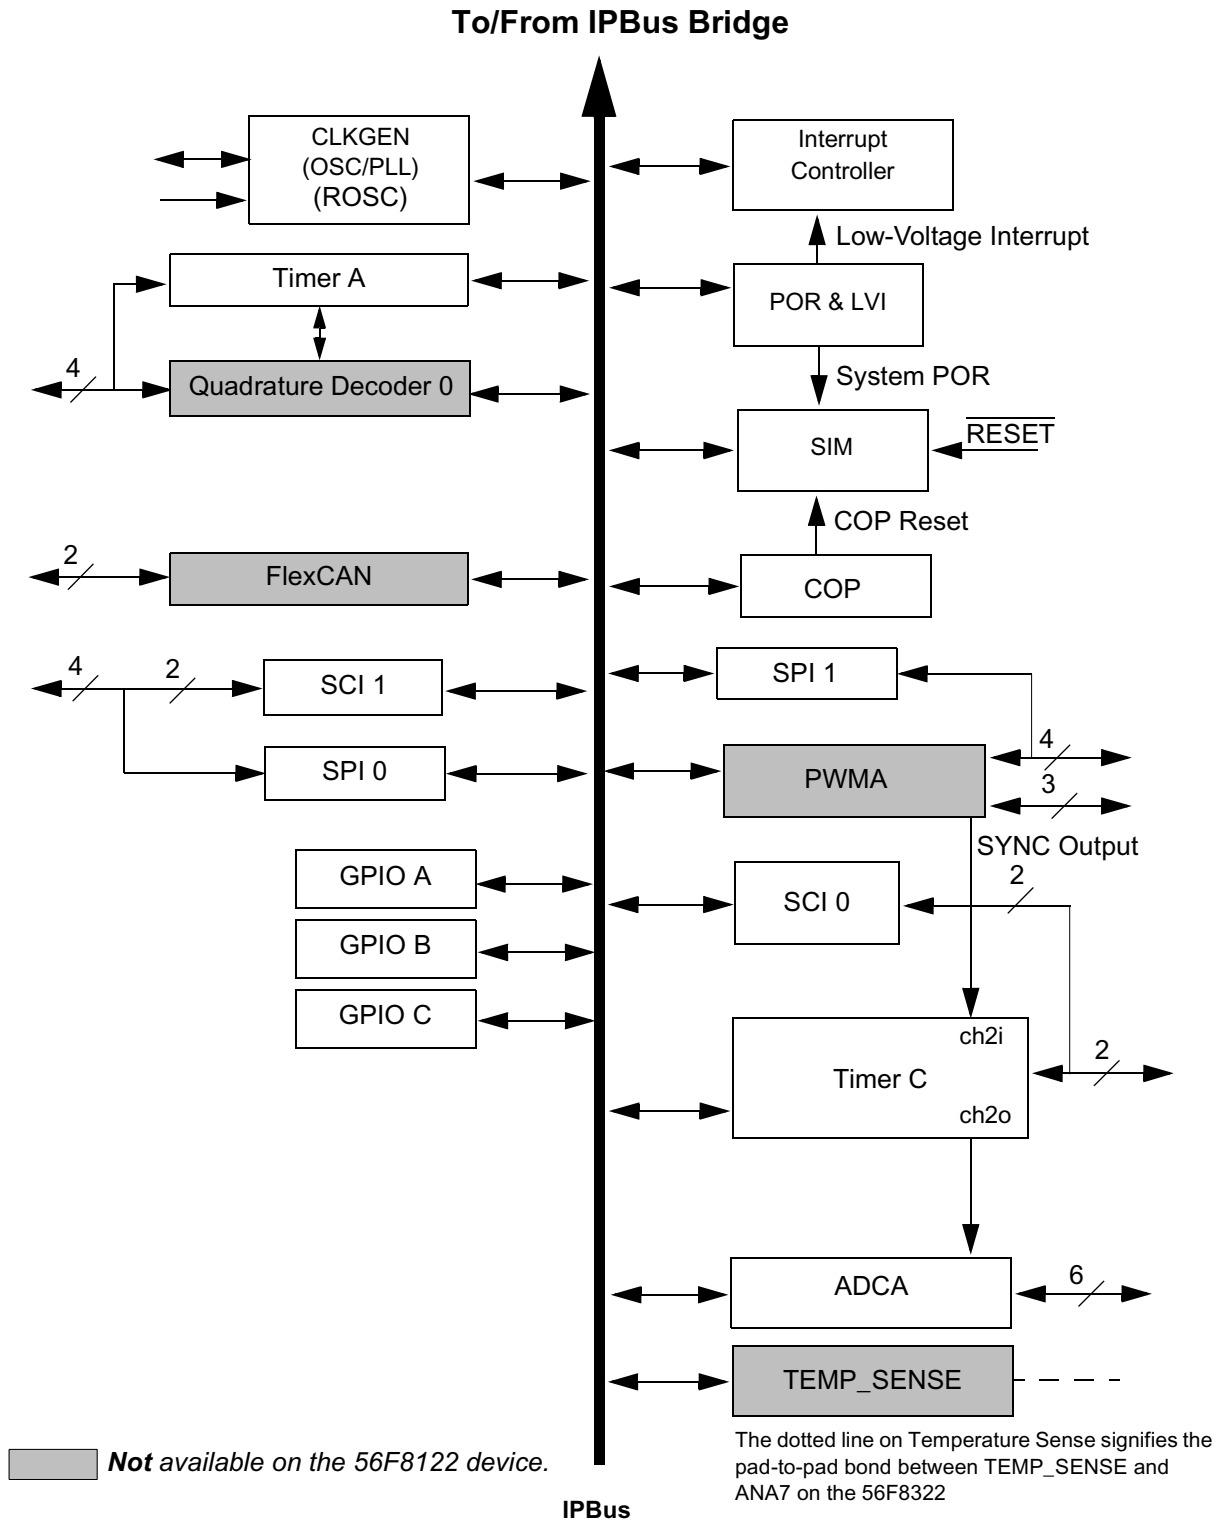 To/From IPBus Bridge
CLKGEN
(OSC/PLL)
(ROSC)
Interrupt
Controller
Low-Voltage Interrupt
Timer A
POR & LVI
4
Quadrature Decoder 0
System POR
SIM
RESET
COP Reset
2
FlexCAN
COP
4
2
SCI 1
SPI 1
SPI 0
4
PWMA
3
SYNC Output
GPIO A
2
SCI 0
GPIO B
GPIO C
ch2i
2
Timer C
ch2o
ADCA
6
TEMP_SENSE
Not available on the 56F8122 device.
The dotted line on Temperature Sense signifies the
pad-to-pad bond between TEMP_SENSE and
ANA7 on the 56F8322
IPBus